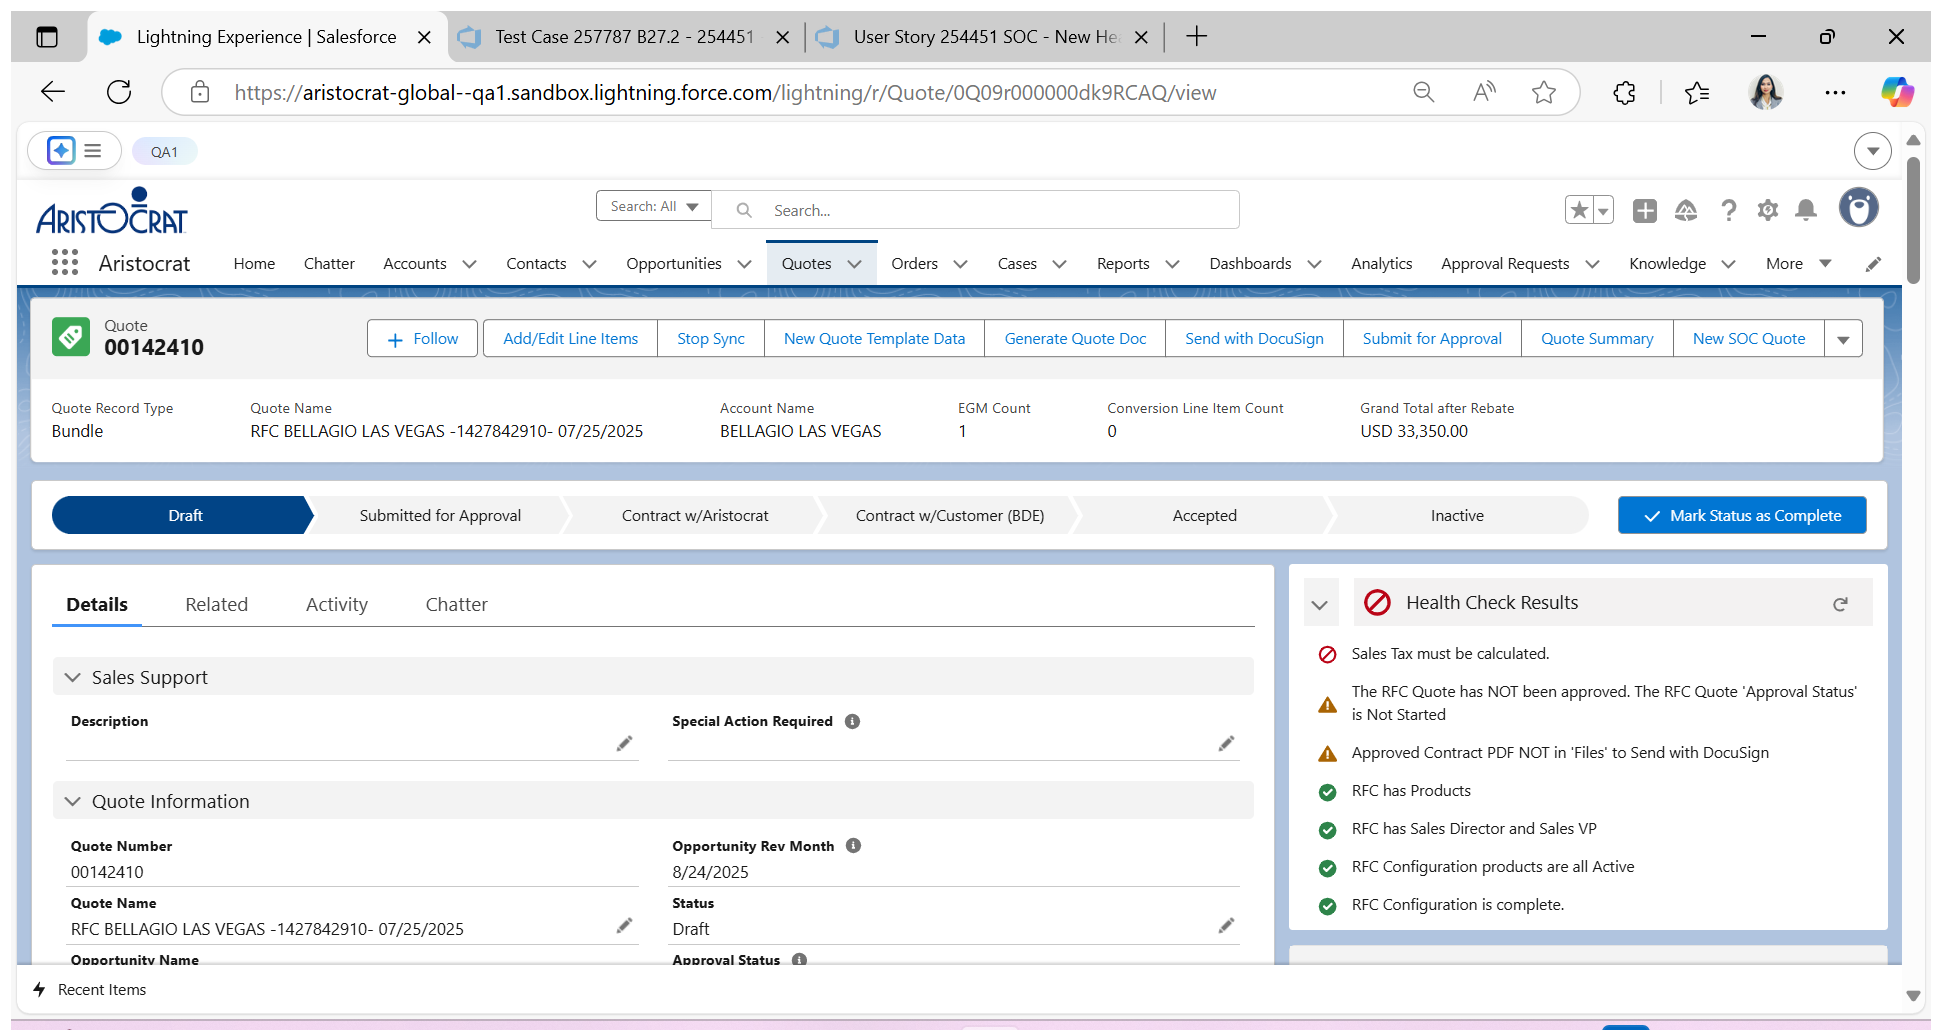 Lightning Experience | Salesforce
Test Case 257787 B27.2 - 254451
User Story 254451 SOC - New He
https://aristocrat-global--qa1.sandbox.lightning.force.com/lightning/r/Quote/0Q09r000000dk9RCAQ/view
QA1
ARISTOCRAT
Search: All
Search...
Aristocrat
Home
Chatter
Accounts
Contacts
Opportunities
Quotes
Orders
Cases
Reports
Dashboards
Analytics
Approval Requests
Knowledge
More
Quote
00142410
Follow
Add/Edit Line Items
Stop Sync
New Quote Template Data
Generate Quote Doc
Send with DocuSign
Submit for Approval
Quote Summary
New SOC Quote
Quote Record Type
Bundle
Quote Name
RFC BELLAGIO LAS VEGAS -1427842910- 07/25/2025
Account Name
BELLAGIO LAS VEGAS
EGM Count
1
Conversion Line Item Count
0
Grand Total after Rebate
USD 33,350.00
Draft
Submitted for Approval
Contract w/Aristocrat
Contract w/Customer (BDE)
Accepted
Inactive
Mark Status as Complete
Details
Related
Activity
Chatter
Sales Support
Description
Special Action Required
Quote Information
Quote Number
00142410
Opportunity Rev Month
8/24/2025
Quote Name
RFC BELLAGIO LAS VEGAS -1427842910- 07/25/2025
Status
Draft
Opportunity Name
Approval Status
Health Check Results
Sales Tax must be calculated.
The RFC Quote has NOT been approved. The RFC Quote 'Approval Status'
is Not Started
Approved Contract PDF NOT in 'Files' to Send with DocuSign
RFC has Products
RFC has Sales Director and Sales VP
RFC Configuration products are all Active
RFC Configuration is complete.
Recent Items